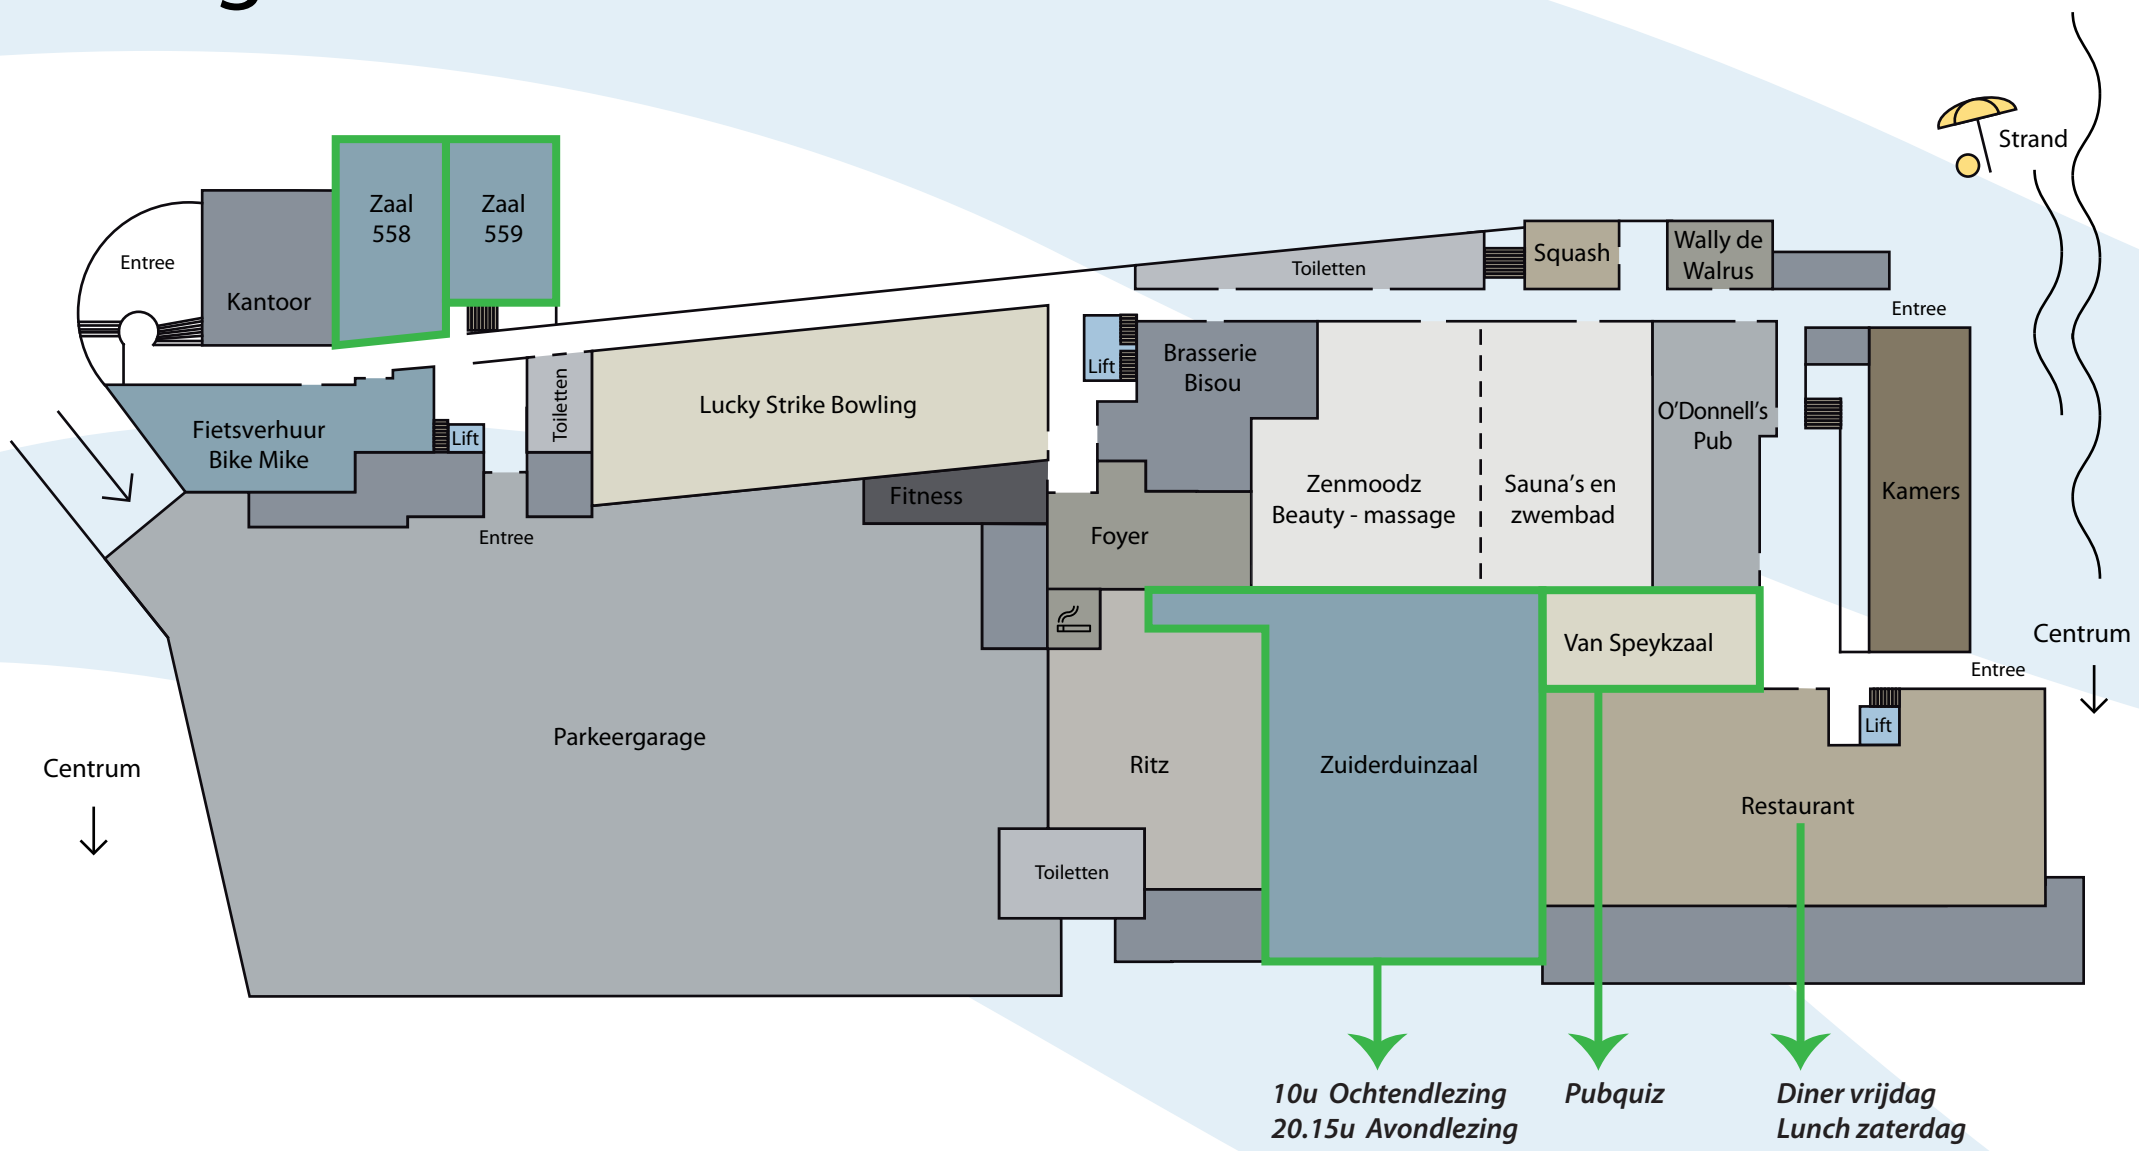 Strand
Zaal
558
Zaal
559
Entree
Kantoor
Toiletten
Squash
Wally de
Walrus
Entree
Lift
Brasserie
Bisou
Toiletten
Lucky Strike Bowling
O'Donnell's
Pub
Fietsverhuur
Bike Mike
Lift
Fitness
Zenmoodz
Beauty - massage
Sauna's en
zwembad
Kamers
Entree
Foyer
Van Speykzaal
Centrum
Entree
Parkeergarage
Centrum
Ritz
Zuiderduinzaal
Lift
Restaurant
Toiletten
10u Ochtendlezing
20.15u Avondlezing
Pubquiz
Diner vrijdag
Lunch zaterdag